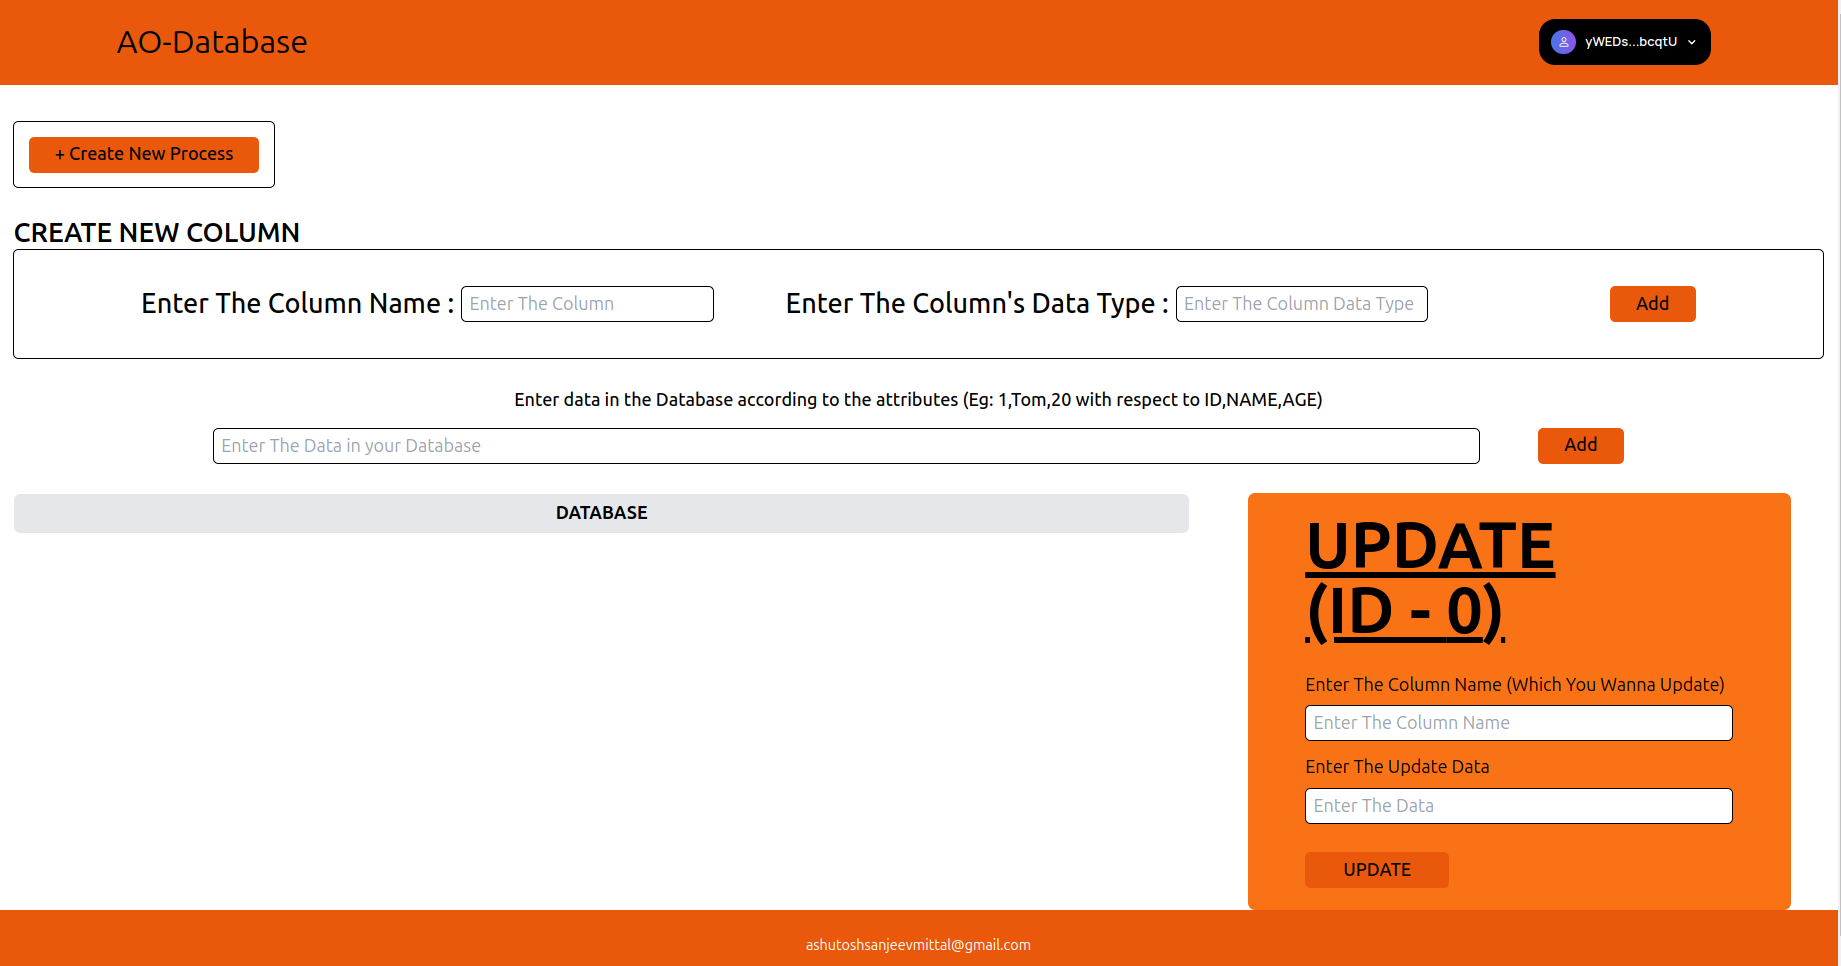 AO-Database
yWEDs...bcqtU
+ Create New Process
CREATE NEW COLUMN
Enter The Column Name : Enter The Column Enter The Column's Data Type : Enter The Column Data Type Add
Enter data in the Database according to the attributes (Eg: 1,Tom,20 with respect to ID,NAME,AGE)
Enter The Data in your Database Add
DATABASE
UPDATE
(ID - 0)
Enter The Column Name (Which You Wanna Update)
Enter The Column Name
Enter The Update Data
Enter The Data
UPDATE
ashutoshsanjeevmittal@gmail.com